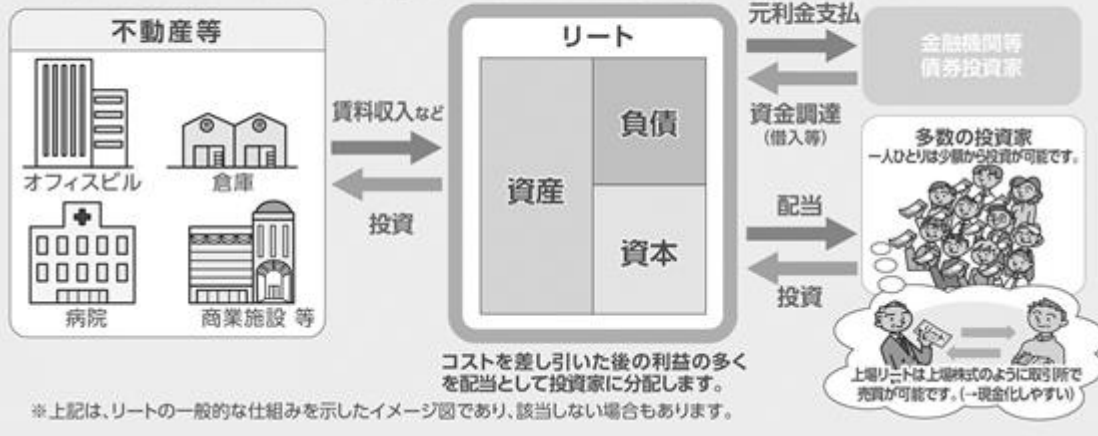 不動産等
オフィスビル
倉庫
病院
商業施設 等
賃料収入など
投資
リート
資産
負債
資本
コストを差し引いた後の利益の多く
を配当として投資家に分配します。
元利金支払
資金調達
(借入等)
金融機関等
債券投資家
配当
投資
多数の投資家
一人ひとりは少額から投資が可能です。
リート
上場リートは上場株式のように取引所で
売買が可能です。(→現金化しやすい)
※上記は、リートの一般的な仕組みを示したイメージ図であり、該当しない場合もあります。